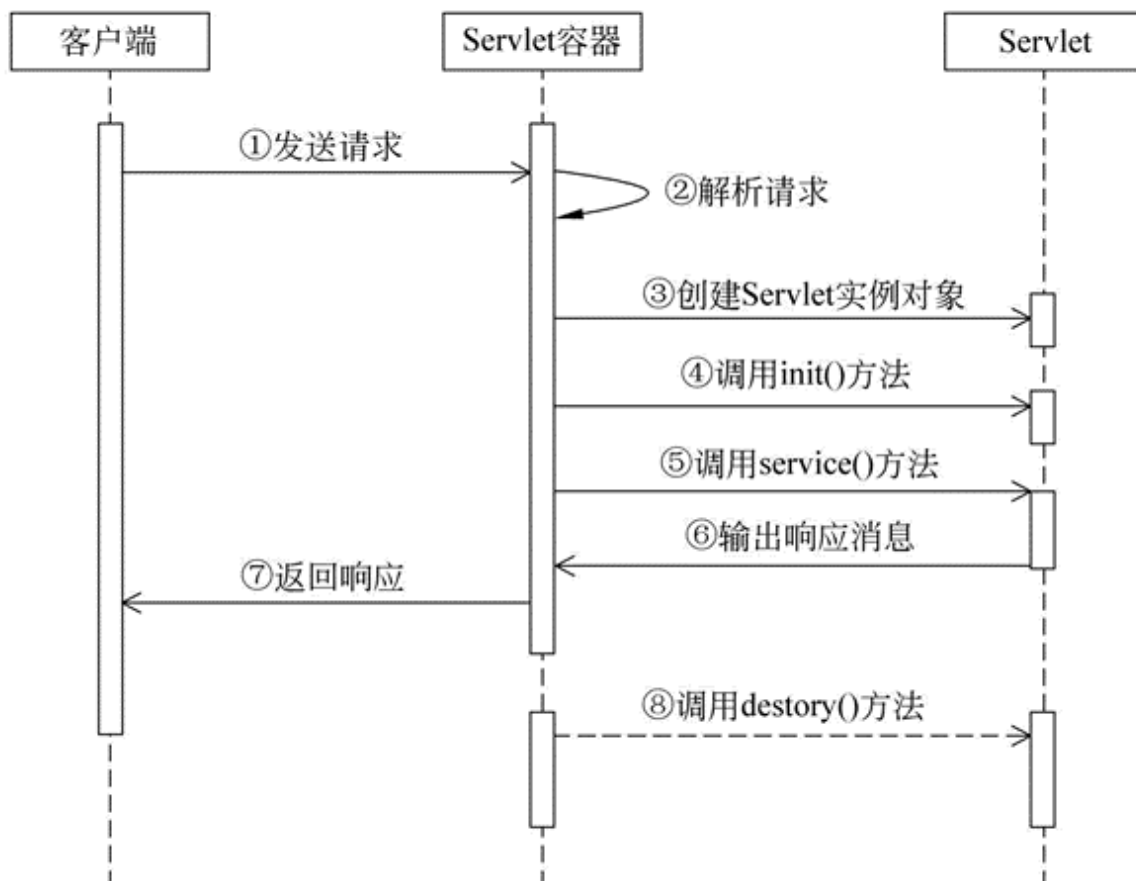 客户端
Servlet容器
Servlet
①发送请求
②解析请求
③创建Servlet实例对象
④调用init()方法
⑤调用service()方法
⑥输出响应消息
⑦返回响应
⑧调用destory()方法